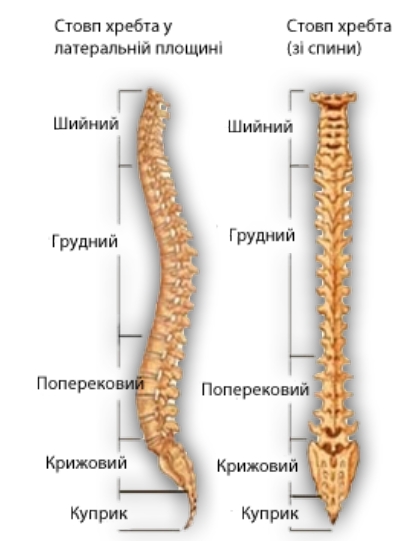 Стовп хребта у
латеральній площині
Шийний
Грудний
Поперековий
Крижовий
Куприк
Стовп хребта
(зі спини)
Шийний
Грудний
Поперековий
Крижовий
Куприк